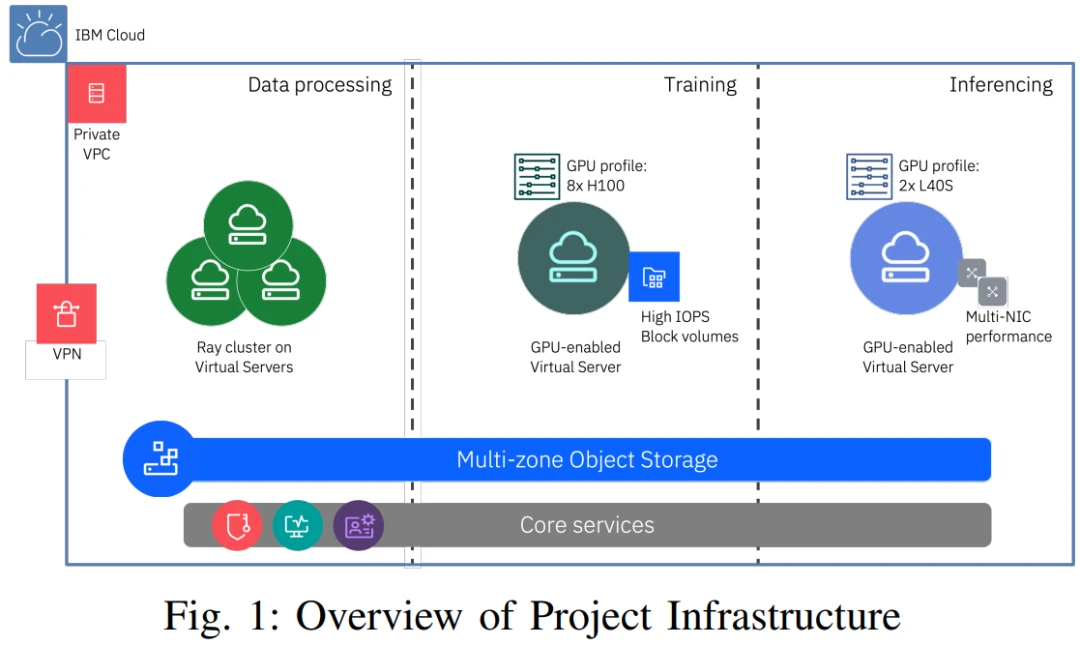 IBM Cloud
Data processing
Training
Inferencing
Private
VPC
GPU profile:
8x H100
GPU profile:
2x L40S
High IOPS
Block volumes
Multi-NIC
performance
VPN
Ray cluster on
Virtual Servers
GPU-enabled
Virtual Server
GPU-enabled
Virtual Server
Multi-zone Object Storage
Core services
Fig. 1: Overview of Project Infrastructure